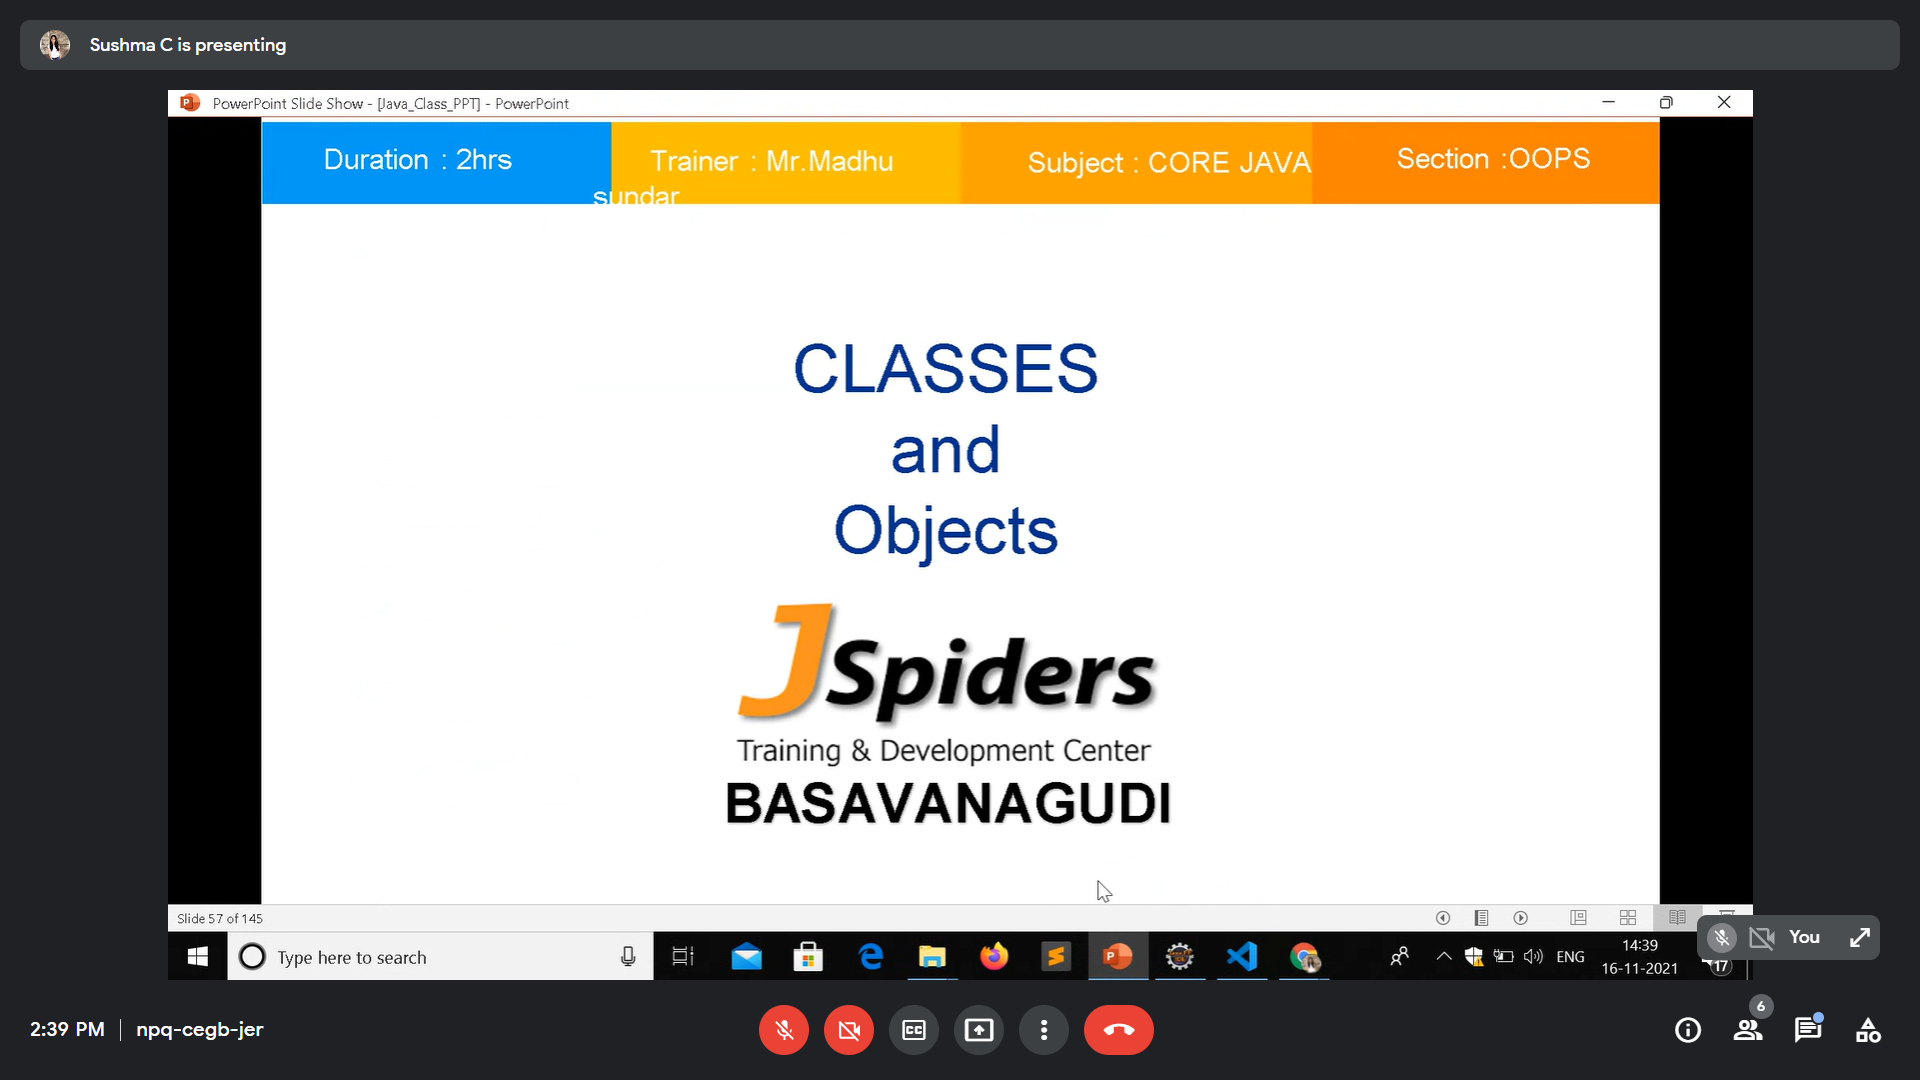 Sushma C is presenting
PowerPoint Slide Show - [Java_Class_PPT] - PowerPoint
Duration : 2hrs
Trainer : Mr.Madhu
sundar
Subject : CORE JAVA
Section :OOPS
CLASSES
and
Objects
JSpiders
Training & Development Center
BASAVANAGUDI
Slide 57 of 145
Type here to search
ENG
14:39
16-11-2021
17
You
2:39 PM
npq-cegb-jer
CC
6